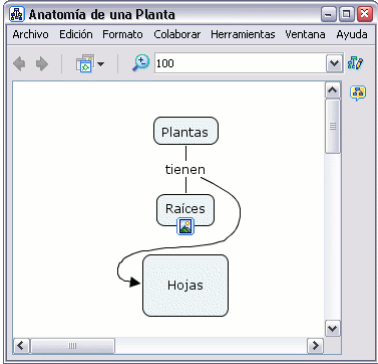 Anatomía de una Planta
Archivo Edición Formato Colaborar Herramientas Ventana Ayuda
100
Plantas
tienen
Raíces
Hojas